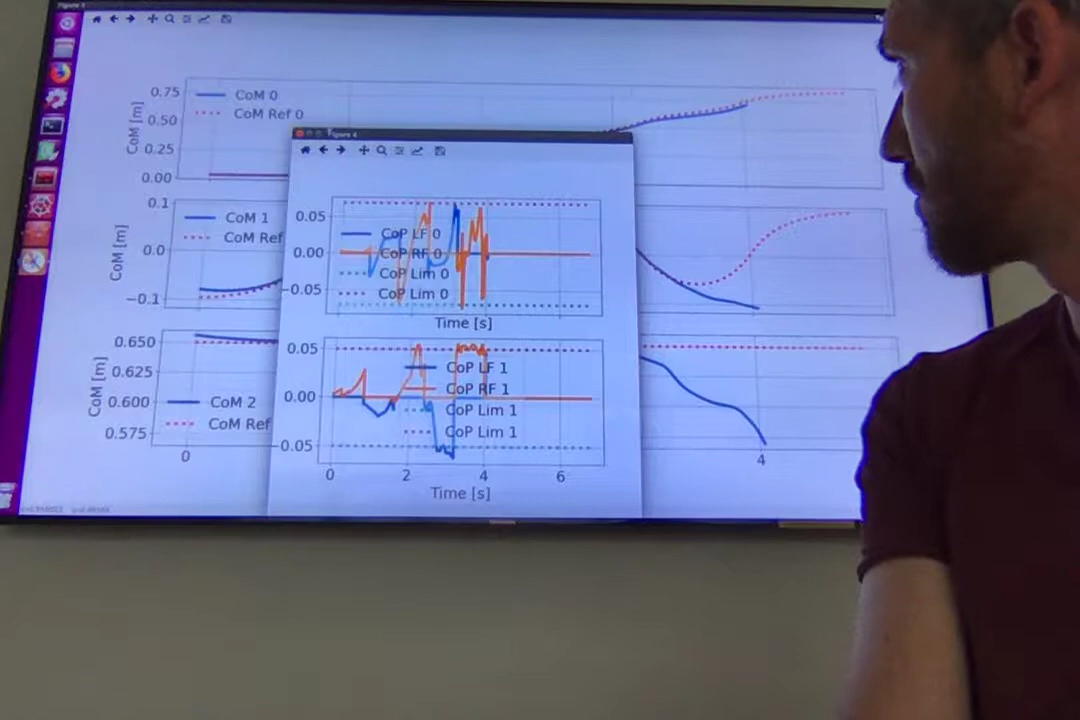 Figure 3
0.75
CoM 0
CoM Ref 0
0.50
0.25
0.00
CoM [m]
0.1
CoM 1
CoM Ref
0.0
−0.1
CoM [m]
0.650
0.625
0.600
0.575
CoM 2
CoM Ref
CoM [m]
0
4
Figure 4
0.05
CoP LF 0
0.00
CoP RF 0
CoP Lim 0
−0.05
CoP Lim 0
Time [s]
0.05
CoP LF 1
CoP RF 1
0.00
CoP Lim 1
CoP Lim 1
−0.05
0
2
4
6
Time [s]